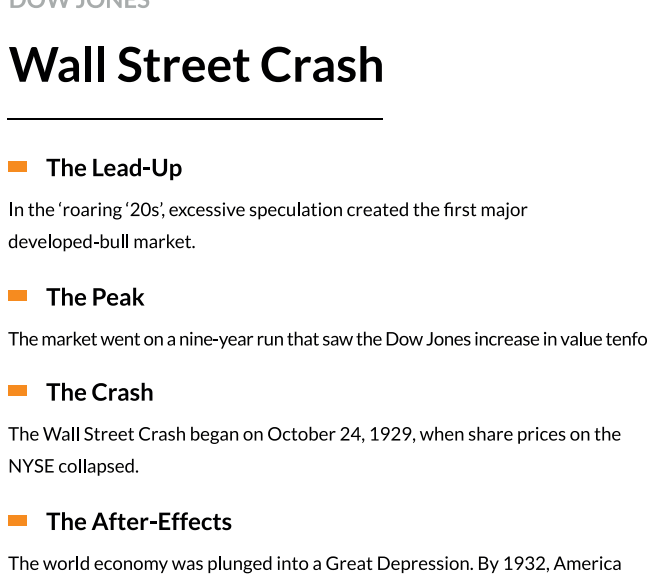 DOW JONES
Wall Street Crash
The Lead-Up
In the ‘roaring ‘20s’, excessive speculation created the first major
developed-bull market.
The Peak
The market went on a nine-year run that saw the Dow Jones increase in value tenfo
The Crash
The Wall Street Crash began on October 24, 1929, when share prices on the
NYSE collapsed.
The After-Effects
The world economy was plunged into a Great Depression. By 1932, America